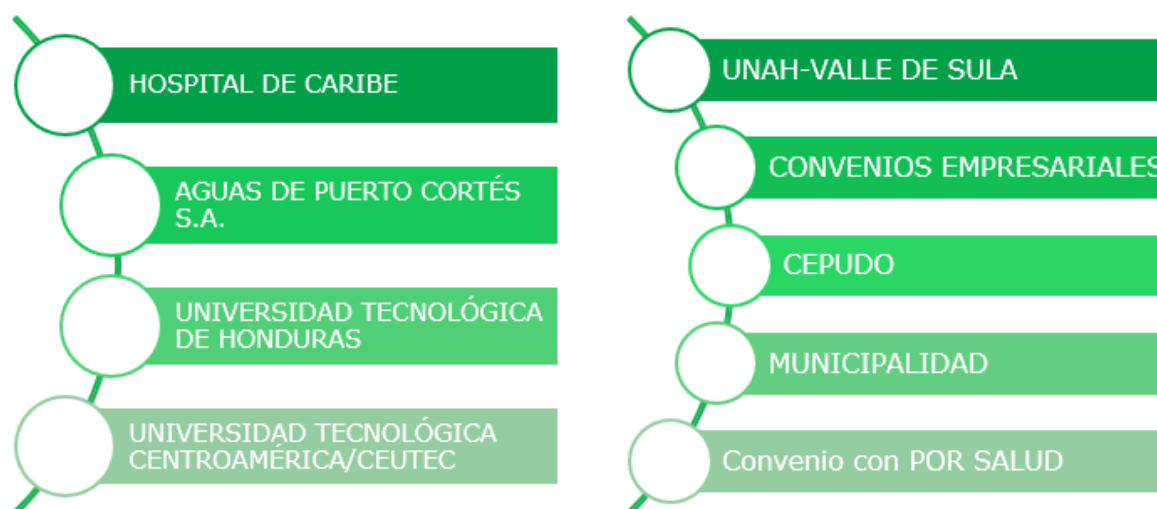 HOSPITAL DE CARIBE
AGUAS DE PUERTO CORTÉS
S.A.
UNIVERSIDAD TECNOLÓGICA
DE HONDURAS
UNIVERSIDAD TECNOLÓGICA
CENTROAMÉRICA/CEUTEC
UNAH-VALLE DE SULA
CONVENIOS EMPRESARIALES
CEPUDO
MUNICIPALIDAD
Convenio con POR SALUD